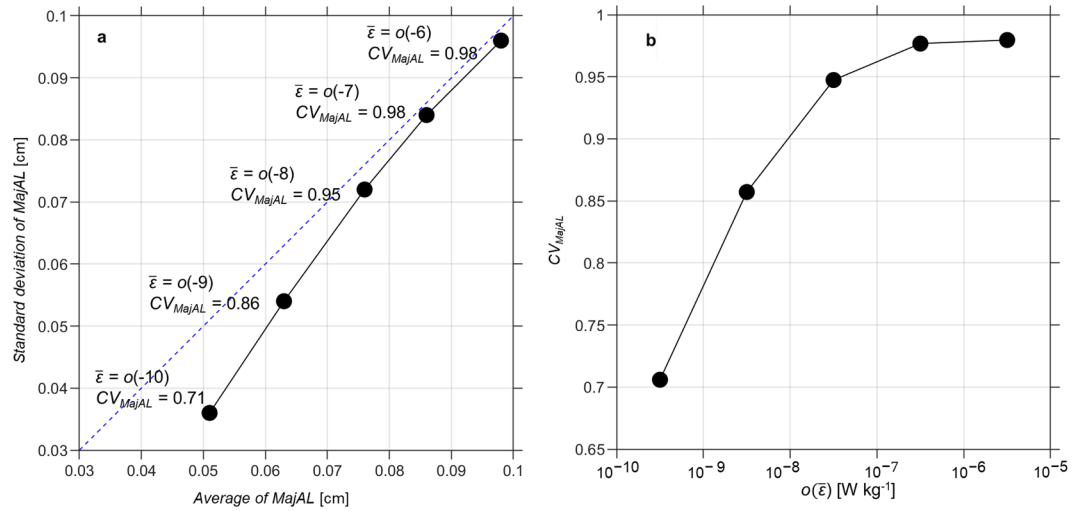 a
ε̅ = o(-6)
CV_MajAL = 0.98
ε̅ = o(-7)
CV_MajAL = 0.98
ε̅ = o(-8)
CV_MajAL = 0.95
ε̅ = o(-9)
CV_MajAL = 0.86
ε̅ = o(-10)
CV_MajAL = 0.71
0.1
0.09
0.08
0.07
0.06
0.05
0.04
0.03
Standard deviation of MajAL [cm]
0.03 0.04 0.05 0.06 0.07 0.08 0.09 0.1
Average of MajAL [cm]
b
1
0.95
0.9
0.85
0.8
0.75
0.7
0.65
CV_MajAL
10⁻¹⁰ 10⁻⁹ 10⁻⁸ 10⁻⁷ 10⁻⁶ 10⁻⁵
o(ε̅) [W kg⁻¹]